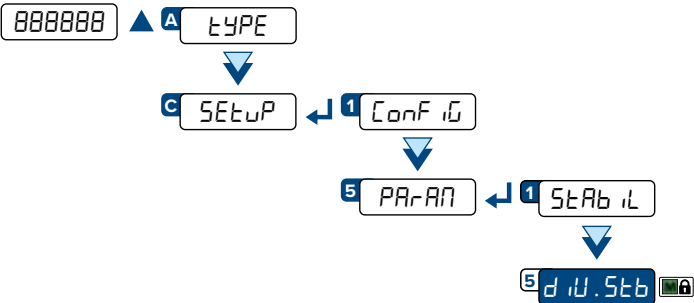 888888 A tYPE
C SEtuP 1 ConFiG
5 PArAM 1 StAbiL
5 diV.Stb M